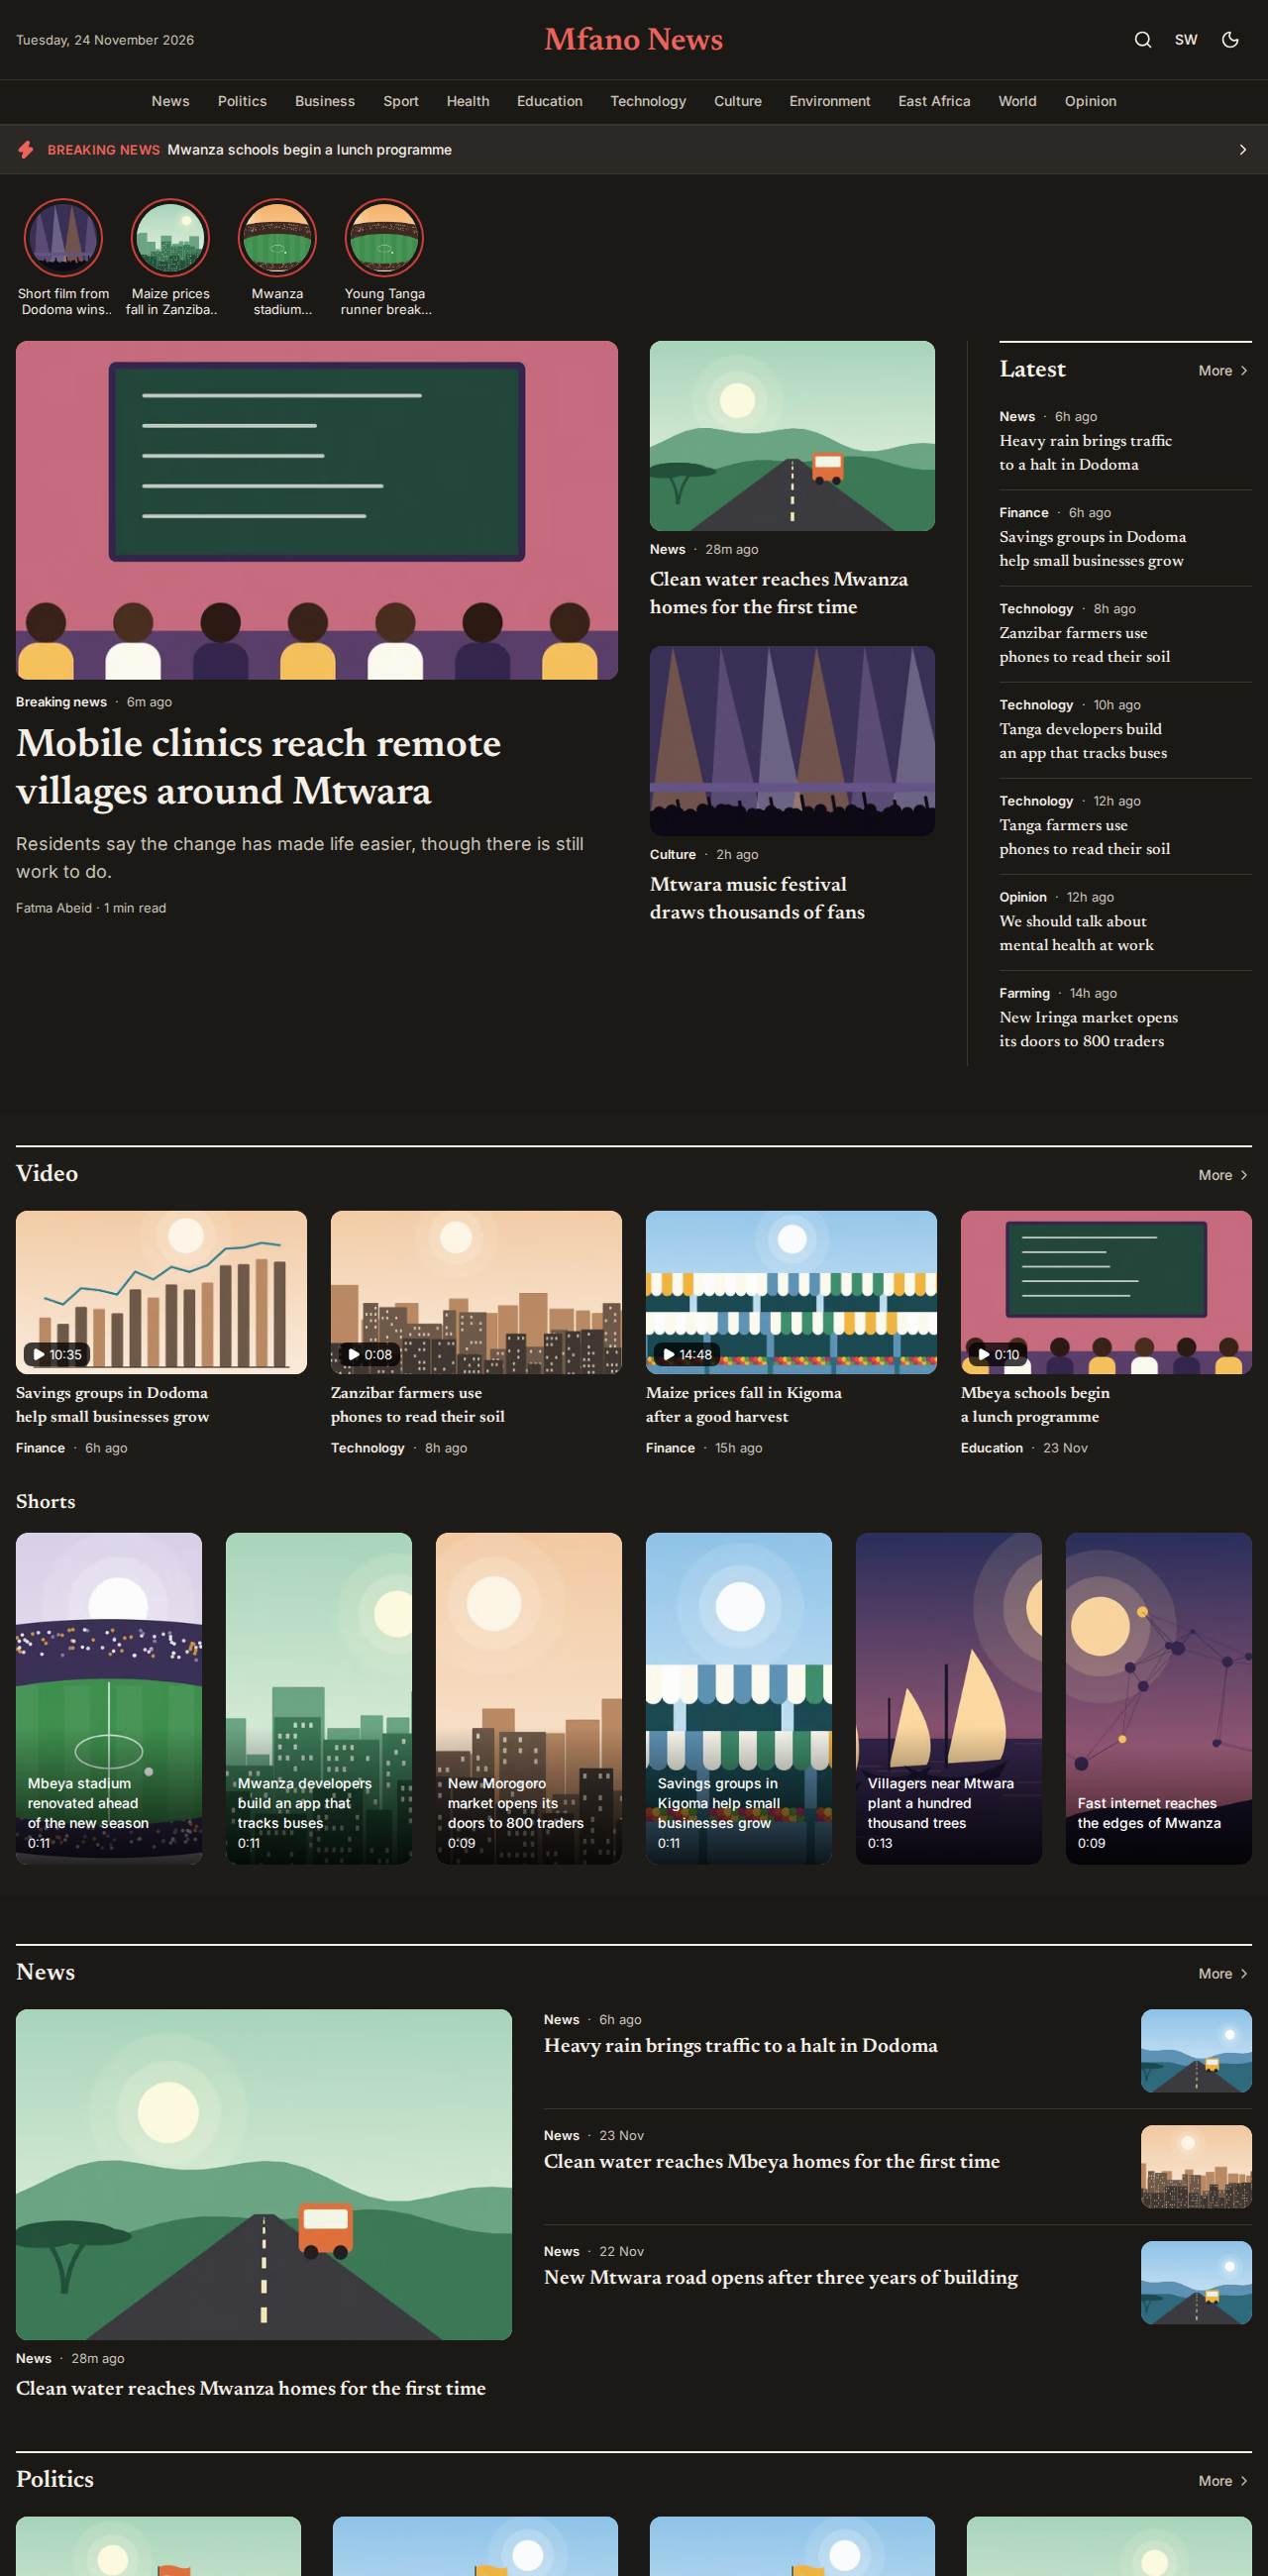 Tuesday, 24 November 2026
Mfano News
SW
News Politics Business Sport Health Education Technology Culture Environment East Africa World Opinion
BREAKING NEWS Mwanza schools begin a lunch programme
Short film from
Dodoma wins..
Maize prices
fall in Zanziba..
Mwanza
stadium...
Young Tanga
runner break...
Breaking news · 6m ago
Mobile clinics reach remote
villages around Mtwara
Residents say the change has made life easier, though there is still
work to do.
Fatma Abeid · 1 min read
News · 28m ago
Clean water reaches Mwanza
homes for the first time
Culture · 2h ago
Mtwara music festival
draws thousands of fans
Latest
More
News · 6h ago
Heavy rain brings traffic
to a halt in Dodoma
Finance · 6h ago
Savings groups in Dodoma
help small businesses grow
Technology · 8h ago
Zanzibar farmers use
phones to read their soil
Technology · 10h ago
Tanga developers build
an app that tracks buses
Technology · 12h ago
Tanga farmers use
phones to read their soil
Opinion · 12h ago
We should talk about
mental health at work
Farming · 14h ago
New Iringa market opens
its doors to 800 traders
Video
More
10:35
Savings groups in Dodoma
help small businesses grow
Finance · 6h ago
0:08
Zanzibar farmers use
phones to read their soil
Technology · 8h ago
14:48
Maize prices fall in Kigoma
after a good harvest
Finance · 15h ago
0:10
Mbeya schools begin
a lunch programme
Education · 23 Nov
Shorts
Mbeya stadium
renovated ahead
of the new season
0:11
Mwanza developers
build an app that
tracks buses
0:11
New Morogoro
market opens its
doors to 800 traders
0:09
Savings groups in
Kigoma help small
businesses grow
0:11
Villagers near Mtwara
plant a hundred
thousand trees
0:13
Fast internet reaches
the edges of Mwanza
0:09
News
More
News · 28m ago
Clean water reaches Mwanza homes for the first time
News · 6h ago
Heavy rain brings traffic to a halt in Dodoma
News · 23 Nov
Clean water reaches Mbeya homes for the first time
News · 22 Nov
New Mtwara road opens after three years of building
Politics
More